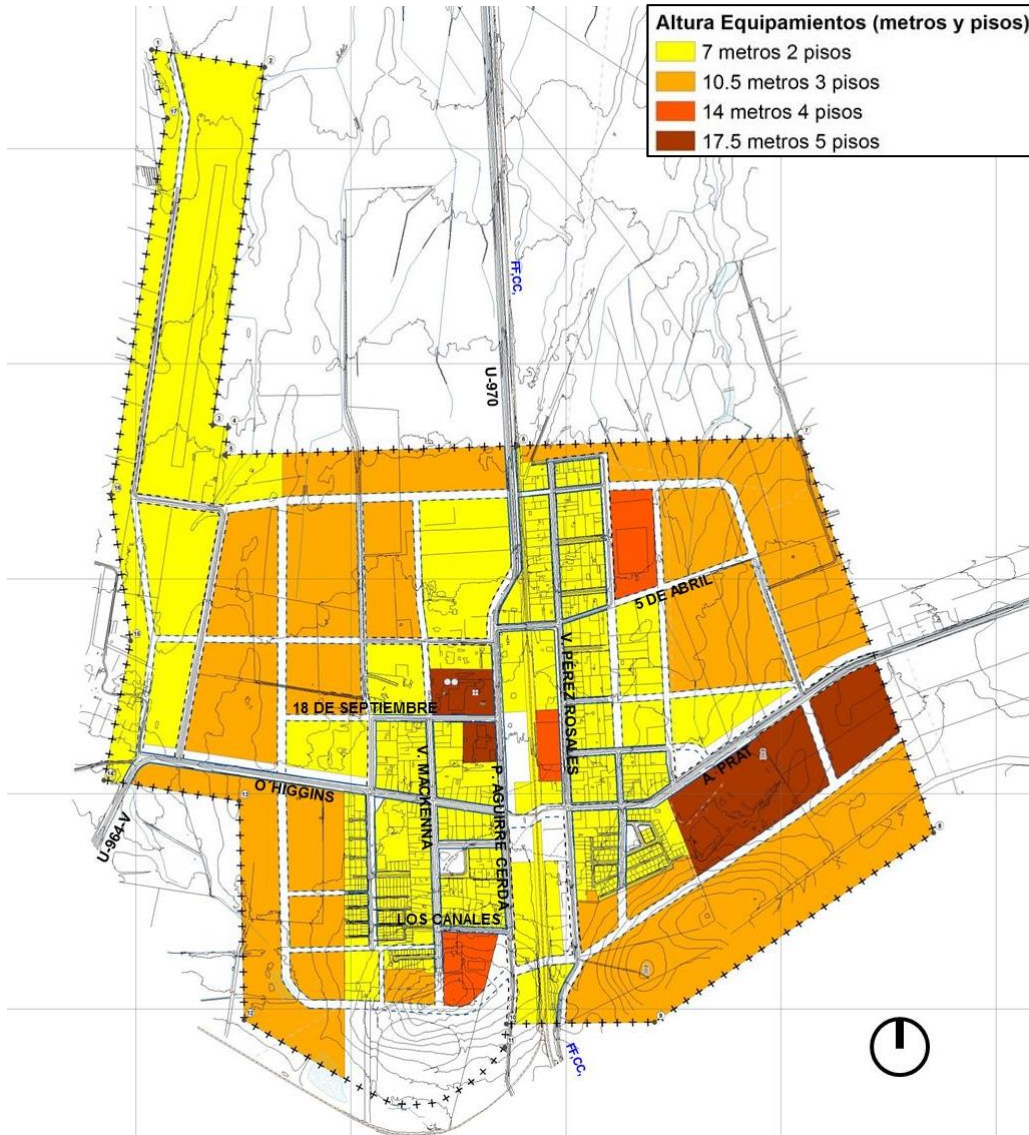 Altura Equipamientos (metros y pisos)
7 metros 2 pisos
10.5 metros 3 pisos
14 metros 4 pisos
17.5 metros 5 pisos
FF,CC,
U-970
5 DE ABRIL
V. PEREZ ROSALES
18 DE SEPTIEMBRE
V. MACKENNA
P. AGUIRRE CERDA
A. PRAT
O'HIGGINS
U-964-V
LOS CANALES
FF,CC,